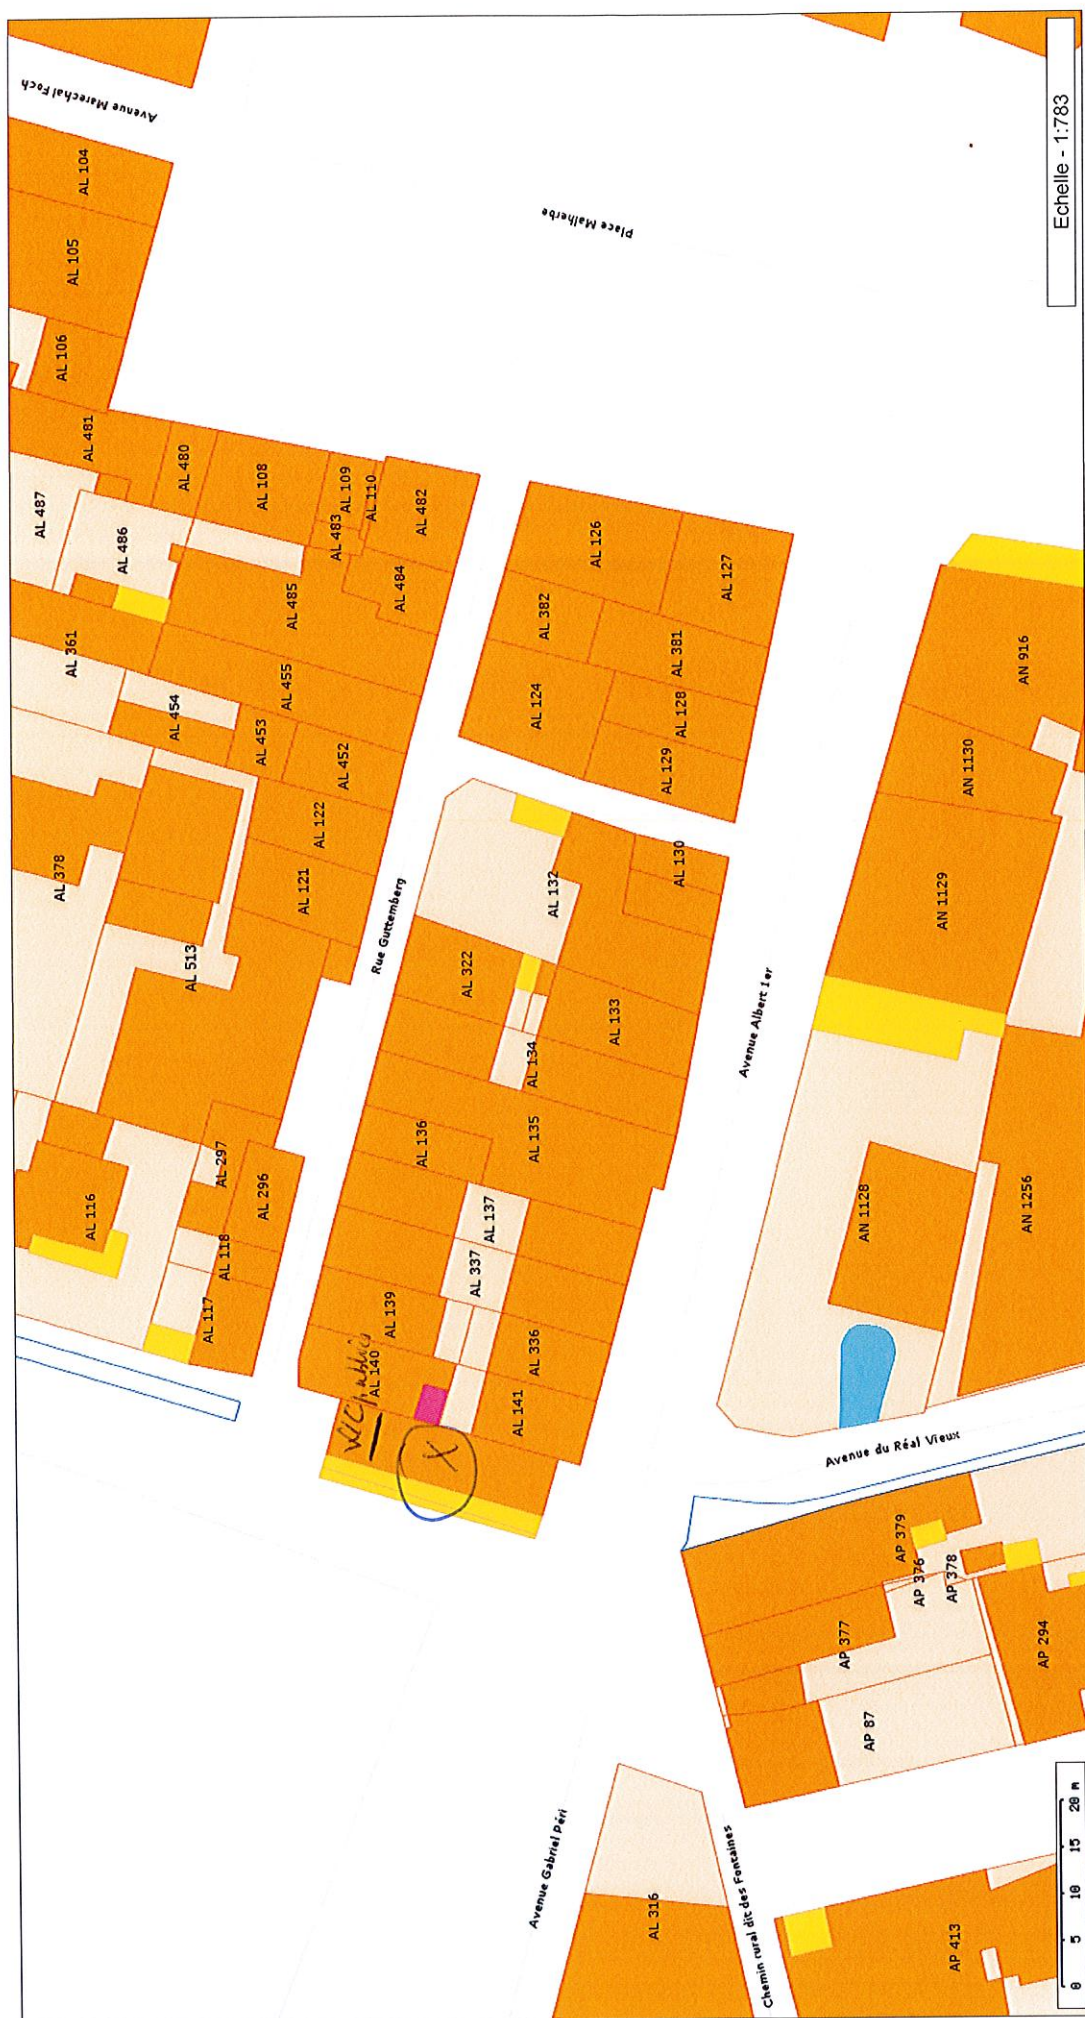 Avenue Marechal Foch
AL 104
AL 105
AL 106
Place Malherbe
Echelle - 1:783
AL 481
AL 480
AL 487
AL 486
AL 108
AL 109
AL 110
AL 483
AL 482
AL 484
AL 485
AL 361
AL 455
AL 454
AL 453
AL 452
AL 126
AL 127
AL 382
AL 381
AL 124
AL 128
AL 129
AN 916
AN 1130
AN 1129
AL 378
AL 122
AL 121
AL 513
Rue Guttemberg
AL 132
AL 130
AL 322
AL 133
AL 134
AL 135
AL 136
AL 137
AL 337
Avenue Albert 1er
AL 116
AL 297
AL 296
AL 118
AL 117
AL 139
AL 140
WC public
X
AL 336
AL 141
AN 1128
AN 1256
Avenue du Réal Vieux
AP 379
AP 376
AP 378
AP 377
AP 294
AP 87
Avenue Gabriel Péri
AL 316
Chemin rural dit des Fontaines
AP 413
0 5 10 15 20 m